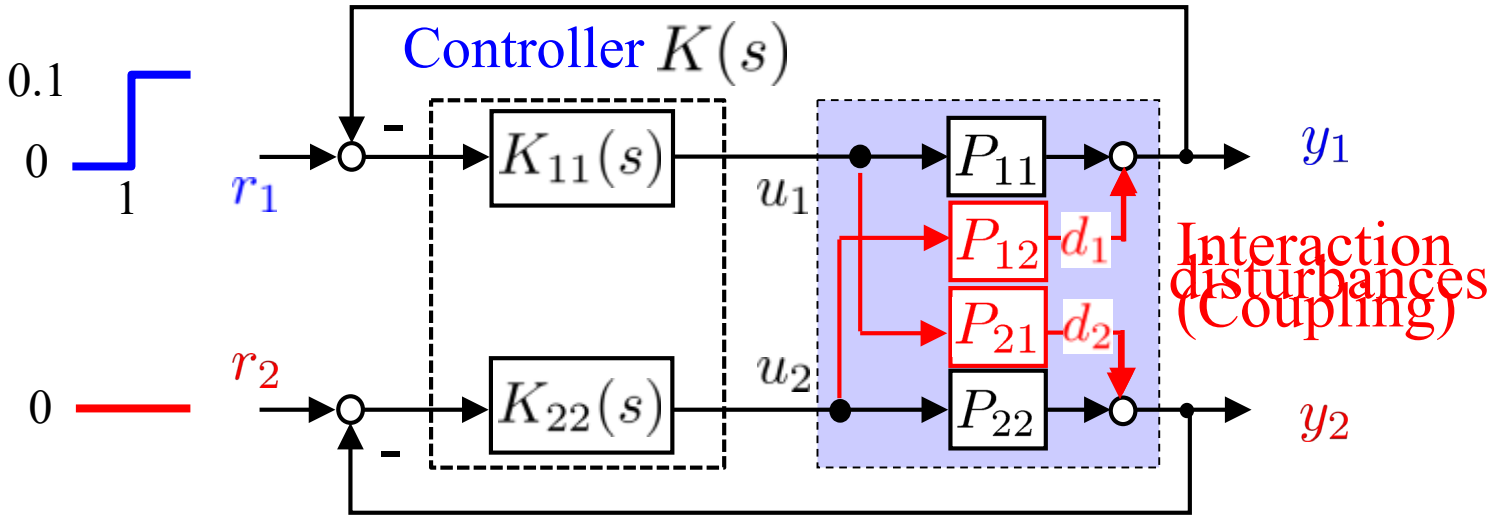 Controller K(s)
0.1
0
1
r₁
-
K₁₁(s)
u₁
P₁₁
y₁
P₁₂
d₁
Interaction
disturbances
(Coupling)
P₂₁
d₂
0
r₂
-
K₂₂(s)
u₂
P₂₂
y₂